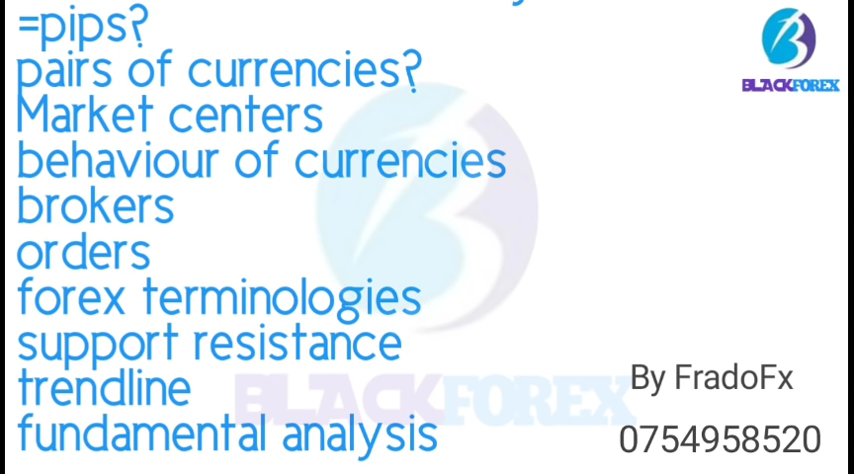 =pips?
pairs of currencies?
Market centers
behaviour of currencies
brokers
orders
forex terminologies
support resistance
trendline
fundamental analysis
BLACKFOREX
BLACKFOREX
By FradoFx
0754958520